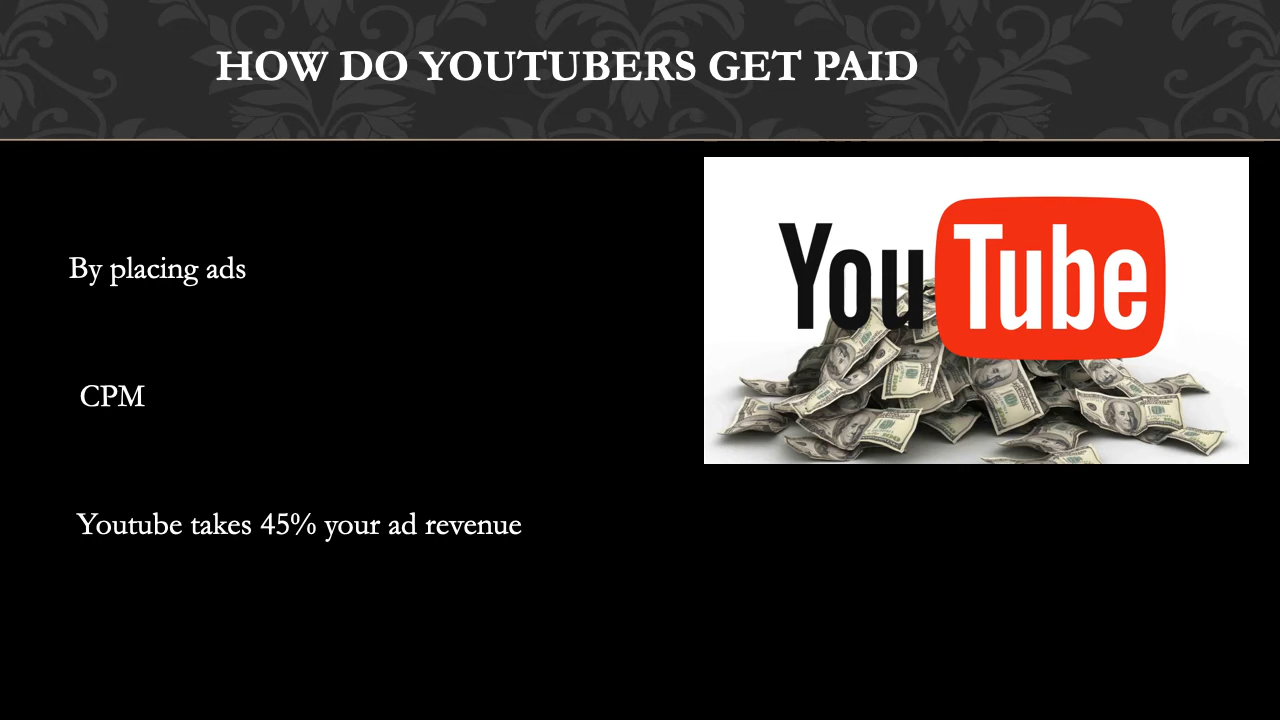 HOW DO YOUTUBERS GET PAID
By placing ads
CPM
Youtube takes 45% your ad revenue
YouTube